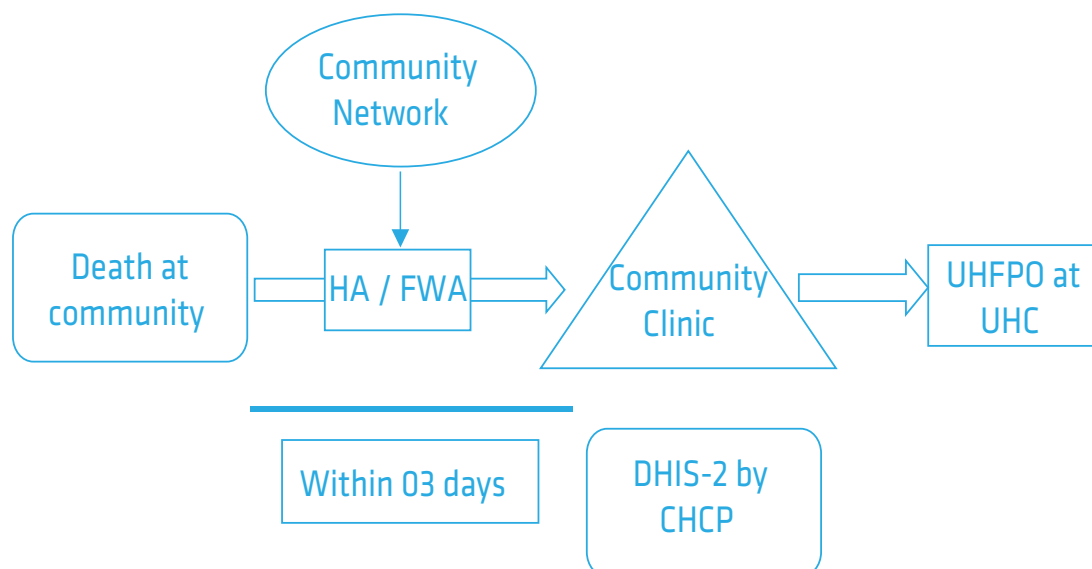 Community
Network
Death at
community
HA / FWA
Community
Clinic
UHFPO at
UHC
Within 03 days
DHIS-2 by
CHCP